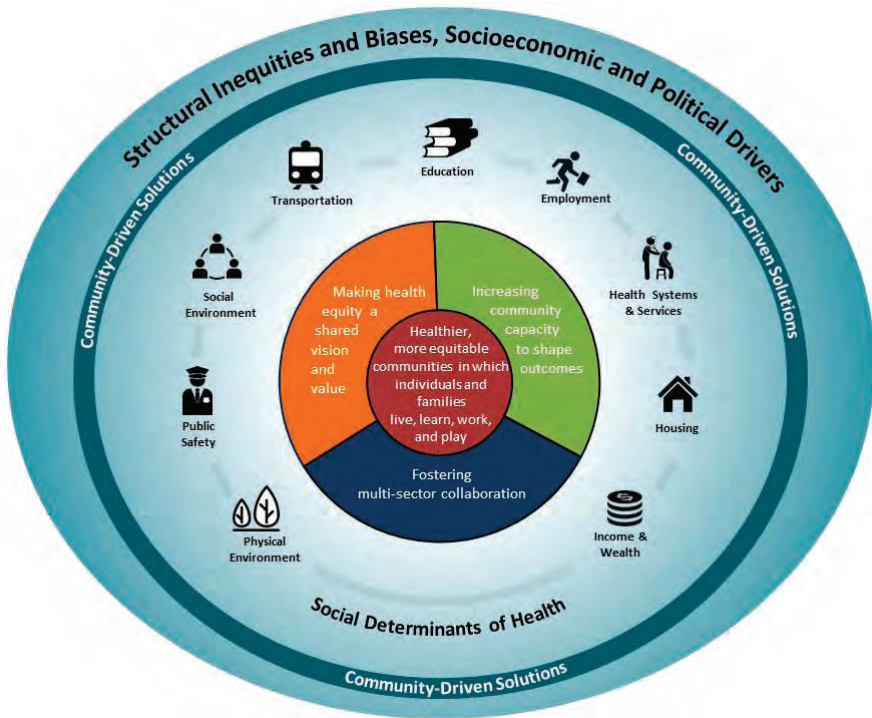 Structural Inequities and Biases, Socioeconomic and Political Drivers
Community-Driven Solutions
Community-Driven Solutions
Education
Transportation
Employment
Social
Environment
Health Systems
& Services
Public
Safety
Housing
Physical
Environment
Income &
Wealth
Making health
equity a
shared
vision
and
value
Increasing
community
capacity
to shape
outcomes
Healthier,
more equitable
communities in which
individuals and
families
live, learn, work,
and play
Fostering
multi-sector collaboration
Social Determinants of Health
Community-Driven Solutions
$